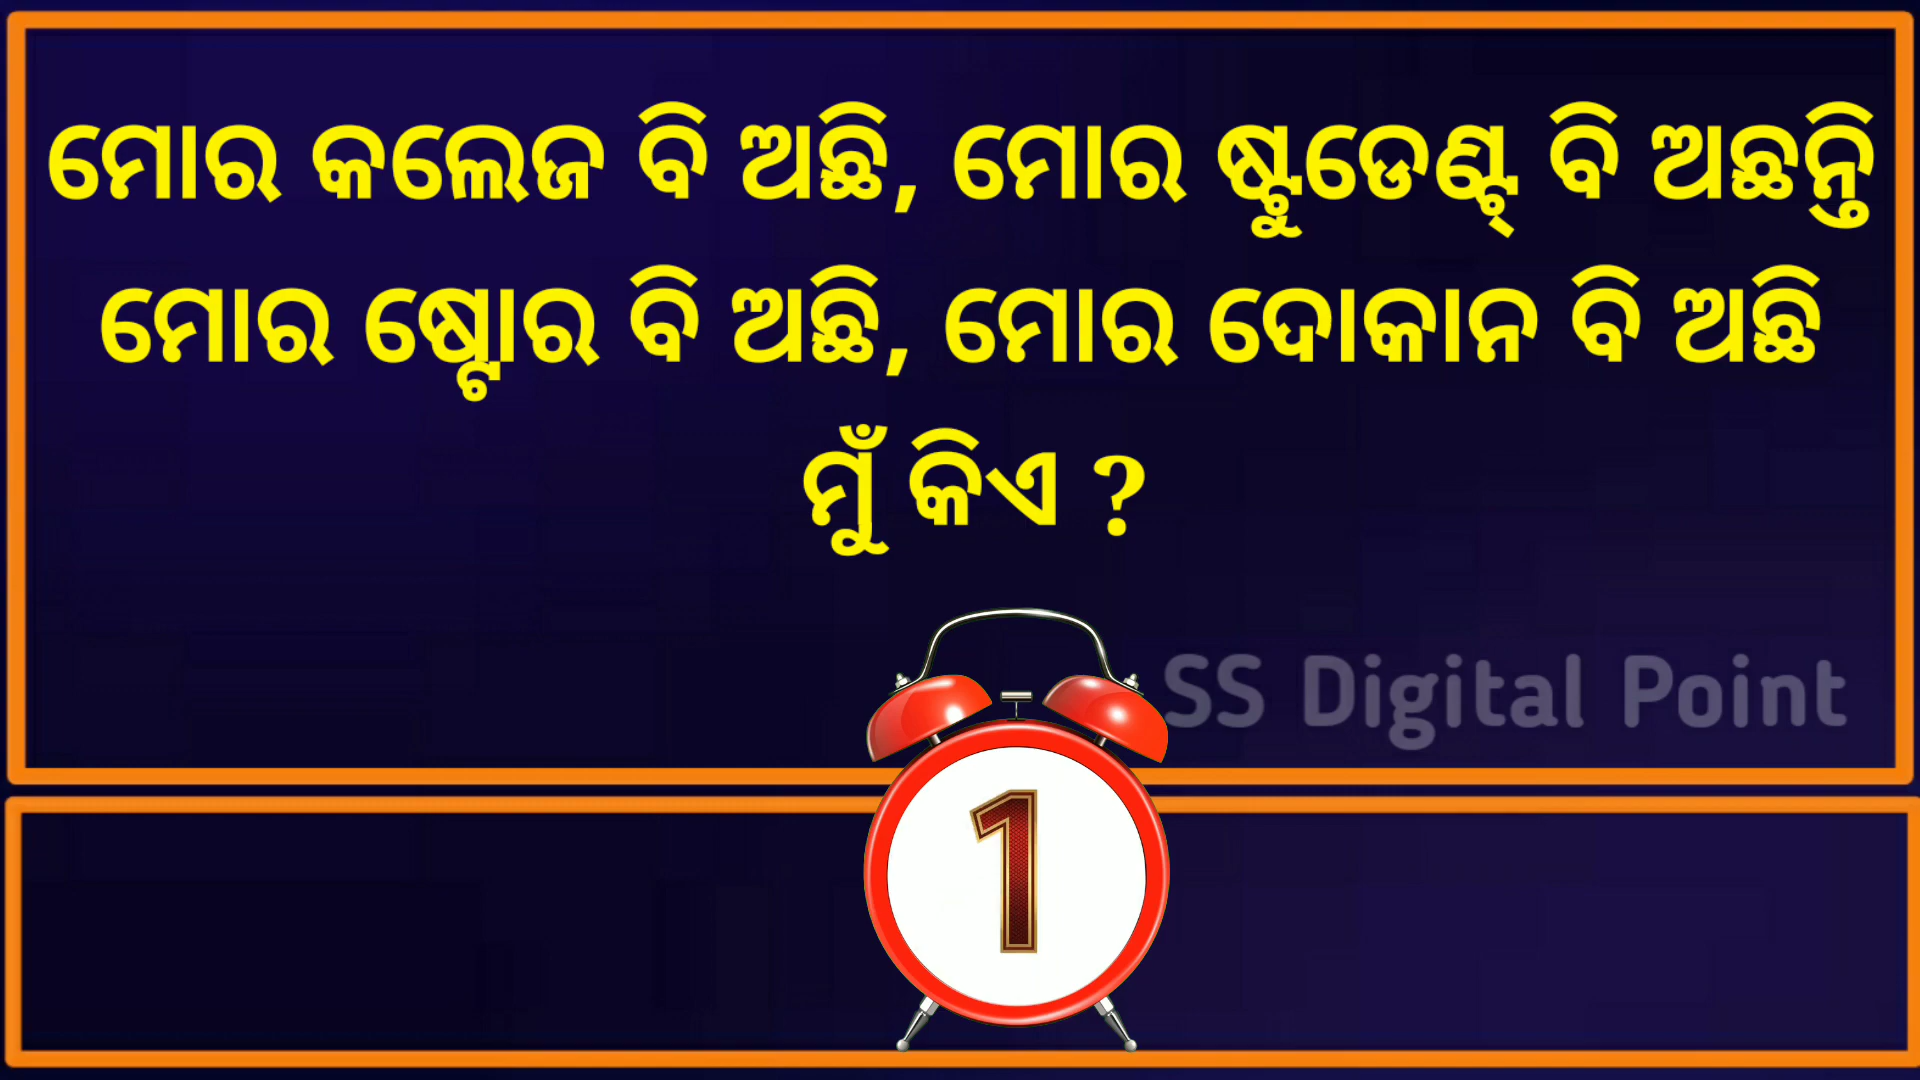 ମୋର କଲେଜ ବି ଅଛି, ମୋର ଷ୍ଟୁଡେଣ୍ଟ୍ ବି ଅଛନ୍ତି
ମୋର ଷ୍ଟୋର ବି ଅଛି, ମୋର ଦୋକାନ ବି ଅଛି
ମୁଁ କିଏ ?
SS Digital Point
1